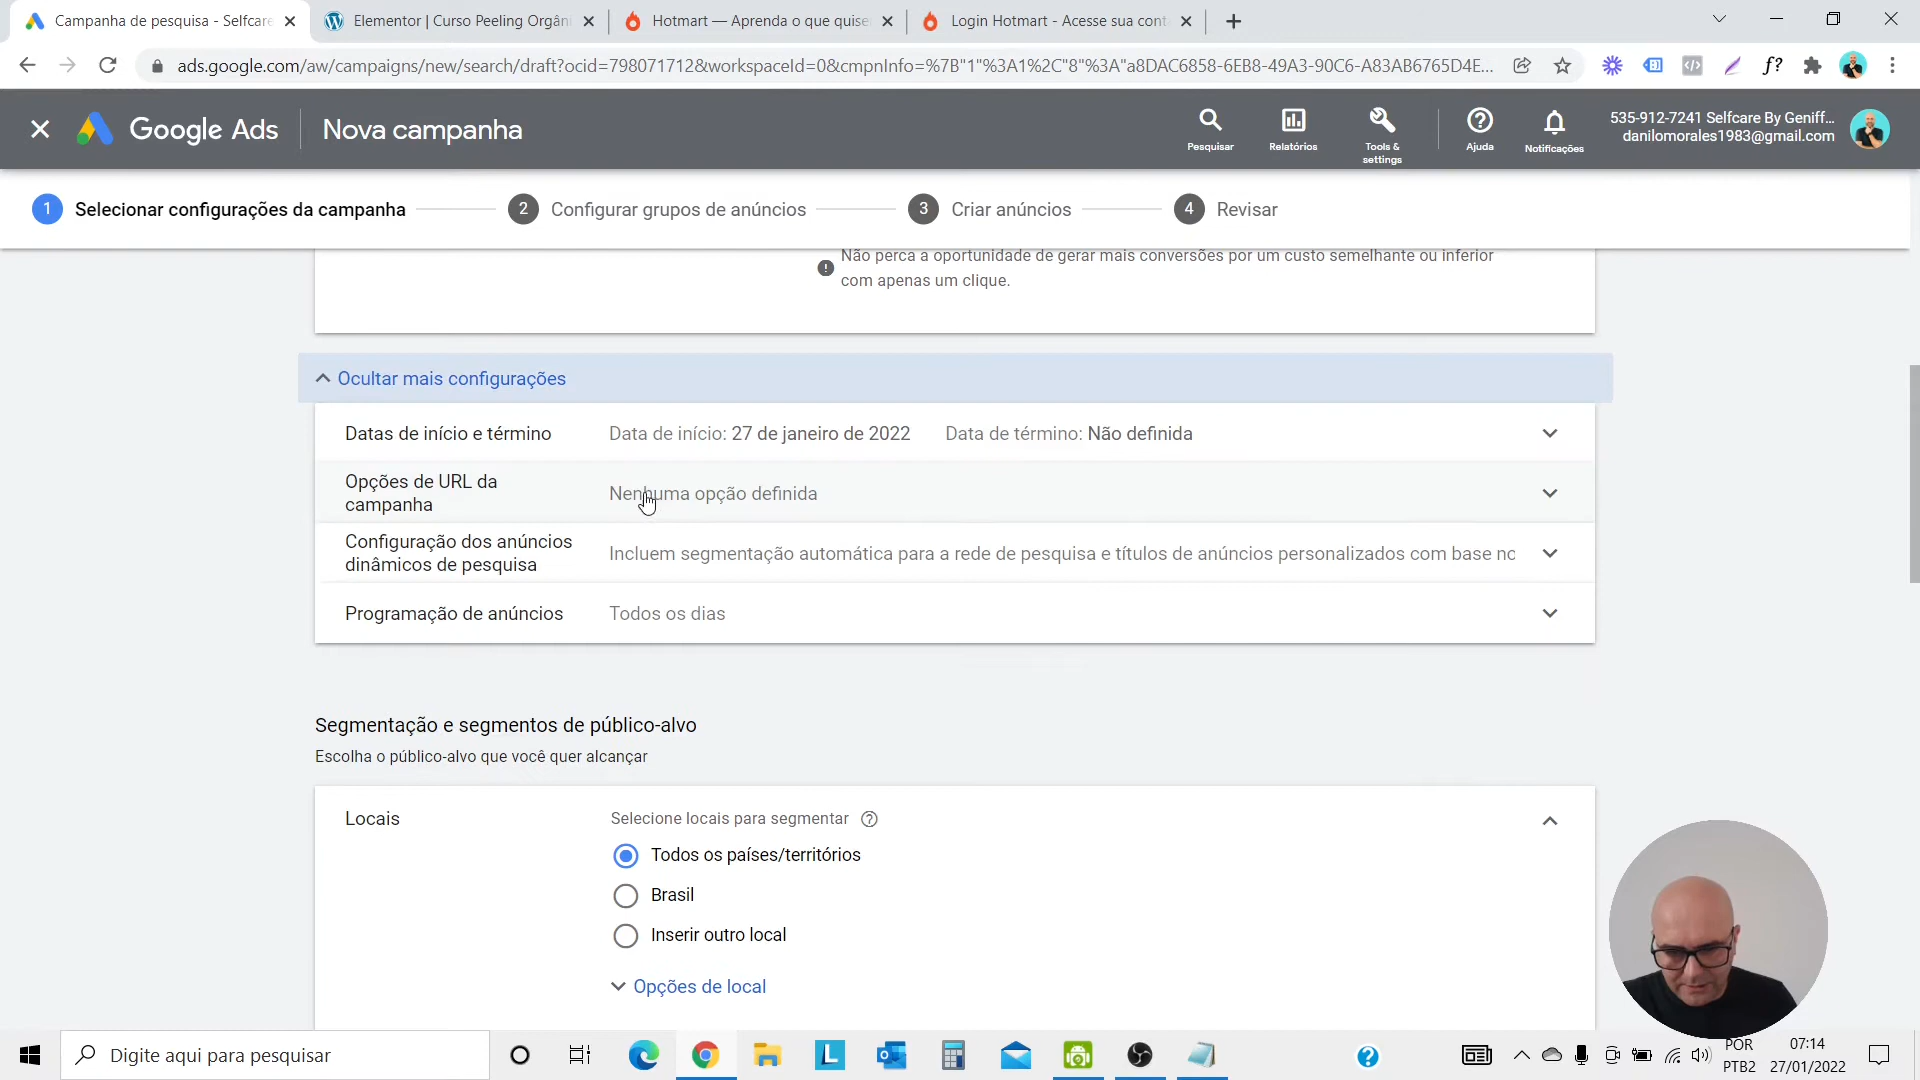 Campanha de pesquisa - Selfcare
Elementor | Curso Peeling Orgân
Hotmart — Aprenda o que quise
Login Hotmart - Acesse sua cont
ads.google.com/aw/campaigns/new/search/draft?ocid=798071712&workspaceId=0&cmpnInfo=%7B"1"%3A1%2C"8"%3A"a8DAC6858-6EB8-49A3-90C6-A83AB6765D4E...
f?
Google Ads
Nova campanha
Pesquisar
Relatórios
Tools & settings
Ajuda
Notificações
535-912-7241 Selfcare By Geniff...
danilomorales1983@gmail.com
1 Selecionar configurações da campanha
2 Configurar grupos de anúncios
3 Criar anúncios
4 Revisar
Não perca a oportunidade de gerar mais conversões por um custo semelhante ou inferior
com apenas um clique.
Ocultar mais configurações
Datas de início e término
Data de início: 27 de janeiro de 2022 Data de término: Não definida
Opções de URL da
campanha
Nenhuma opção definida
Configuração dos anúncios
dinâmicos de pesquisa
Incluem segmentação automática para a rede de pesquisa e títulos de anúncios personalizados com base no
Programação de anúncios
Todos os dias
Segmentação e segmentos de público-alvo
Escolha o público-alvo que você quer alcançar
Locais
Selecione locais para segmentar
Todos os países/territórios
Brasil
Inserir outro local
Opções de local
Digite aqui para pesquisar
L
POR
PTB2
07:14
27/01/2022